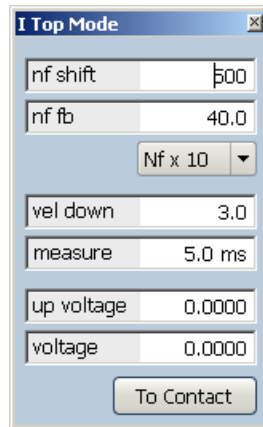 I Top Mode
nf shift 500
nf fb 40.0
Nf x 10
vel down 3.0
measure 5.0 ms
up voltage 0.0000
voltage 0.0000
To Contact